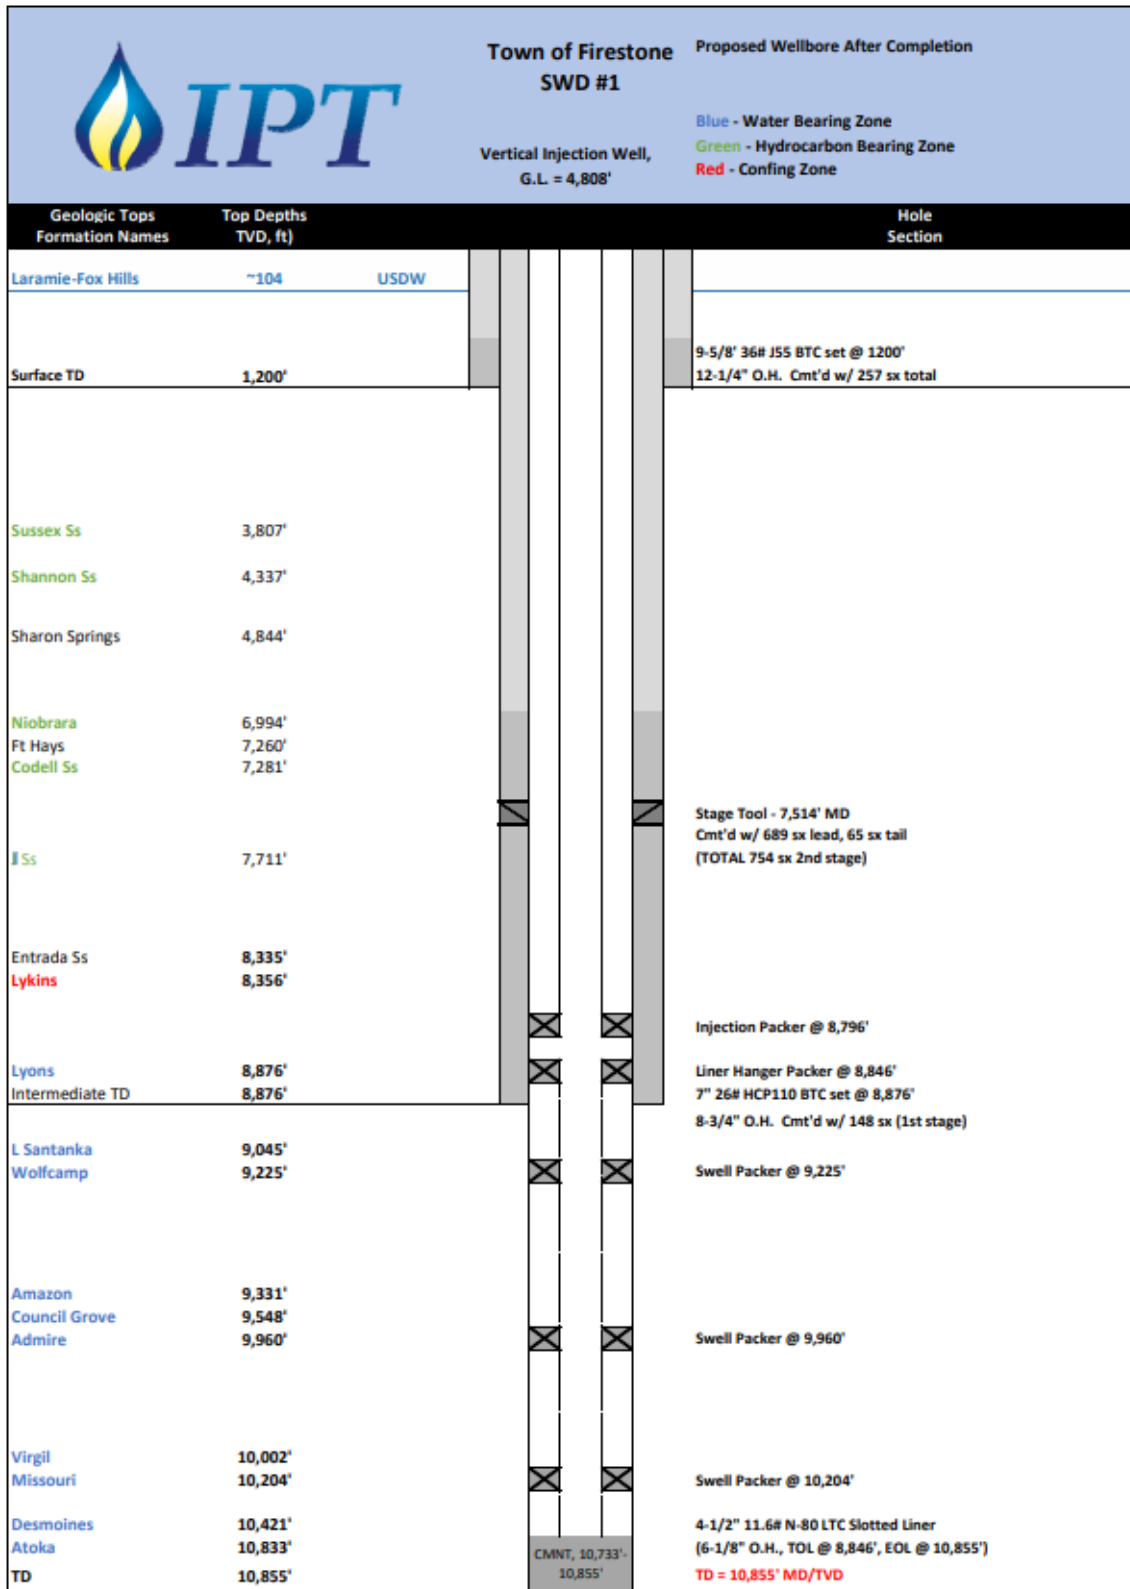 IPT
Town of Firestone
SWD #1
Vertical Injection Well,
G.L. = 4,808'
Proposed Wellbore After Completion
Blue - Water Bearing Zone
Green - Hydrocarbon Bearing Zone
Red - Confing Zone
Geologic Tops Top Depths Hole
Formation Names TVD, ft) Section
Laramie-Fox Hills ~104 USDW
9-5/8' 36# J55 BTC set @ 1200'
Surface TD 1,200' 12-1/4" O.H. Cmt'd w/ 257 sx total
Sussex Ss 3,807'
Shannon Ss 4,337'
Sharon Springs 4,844'
Niobrara 6,994'
Ft Hays 7,260'
Codell Ss 7,281'
Stage Tool - 7,514' MD
Cmt'd w/ 689 sx lead, 65 sx tail
J Ss 7,711' (TOTAL 754 sx 2nd stage)
Entrada Ss 8,335'
Lykins 8,356'
Injection Packer @ 8,796'
Lyons 8,876' Liner Hanger Packer @ 8,846'
Intermediate TD 8,876' 7" 26# HCP110 BTC set @ 8,876'
8-3/4" O.H. Cmt'd w/ 148 sx (1st stage)
L Santanka 9,045'
Wolfcamp 9,225' Swell Packer @ 9,225'
Amazon 9,331'
Council Grove 9,548'
Admire 9,960' Swell Packer @ 9,960'
Virgil 10,002'
Missouri 10,204' Swell Packer @ 10,204'
Desmoines 10,421' 4-1/2" 11.6# N-80 LTC Slotted Liner
Atoka 10,833' CMNT, 10,733'- (6-1/8" O.H., TOL @ 8,846', EOL @ 10,855')
TD 10,855' 10,855' TD = 10,855' MD/TVD